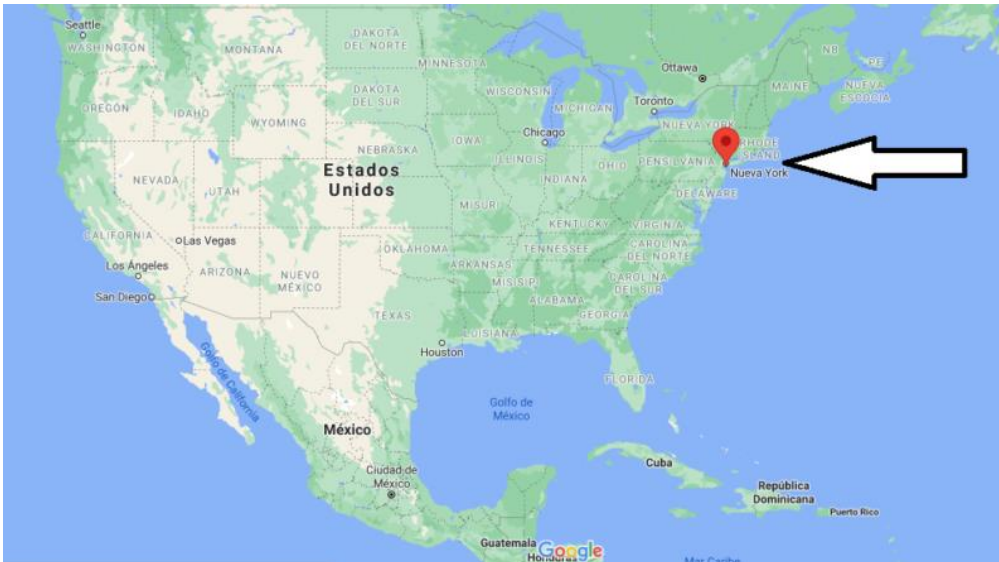 Seattle
WASHINGTON
MONTANA
DAKOTA
DEL NORTE
MINNESOTA
Ottawa
NB
PE
MAINE
NUEVA
ESCOCIA
OREGÓN
IDAHO
WYOMING
DAKOTA
DEL SUR
WISCONSIN
MICHIGAN
Toronto
NUEVA YORK
NEBRASKA
IOWA
Chicago
ILLINOIS
INDIANA
OHIO
PENSILVANIA
RHODE
ISLAND
Nueva York
NEVADA
UTAH
Estados
Unidos
MISURI
DELAWARE
KENTUCKY
VIRGINIA
CALIFORNIA
Las Vegas
OKLAHOMA
TENNESSEE
CAROLINA
DEL NORTE
Los Ángeles
ARIZONA
NUEVO
MÉXICO
ARKANSAS
MISISIPI
CAROLINA
DEL SUR
San Diego
ALABAMA
GEORGIA
TEXAS
LUISIANA
Houston
Golfo de California
FLORIDA
Golfo de
México
México
Ciudad de
México
Cuba
República
Dominicana
Puerto Rico
Guatemala
Google
Honduras
Mar Caribe